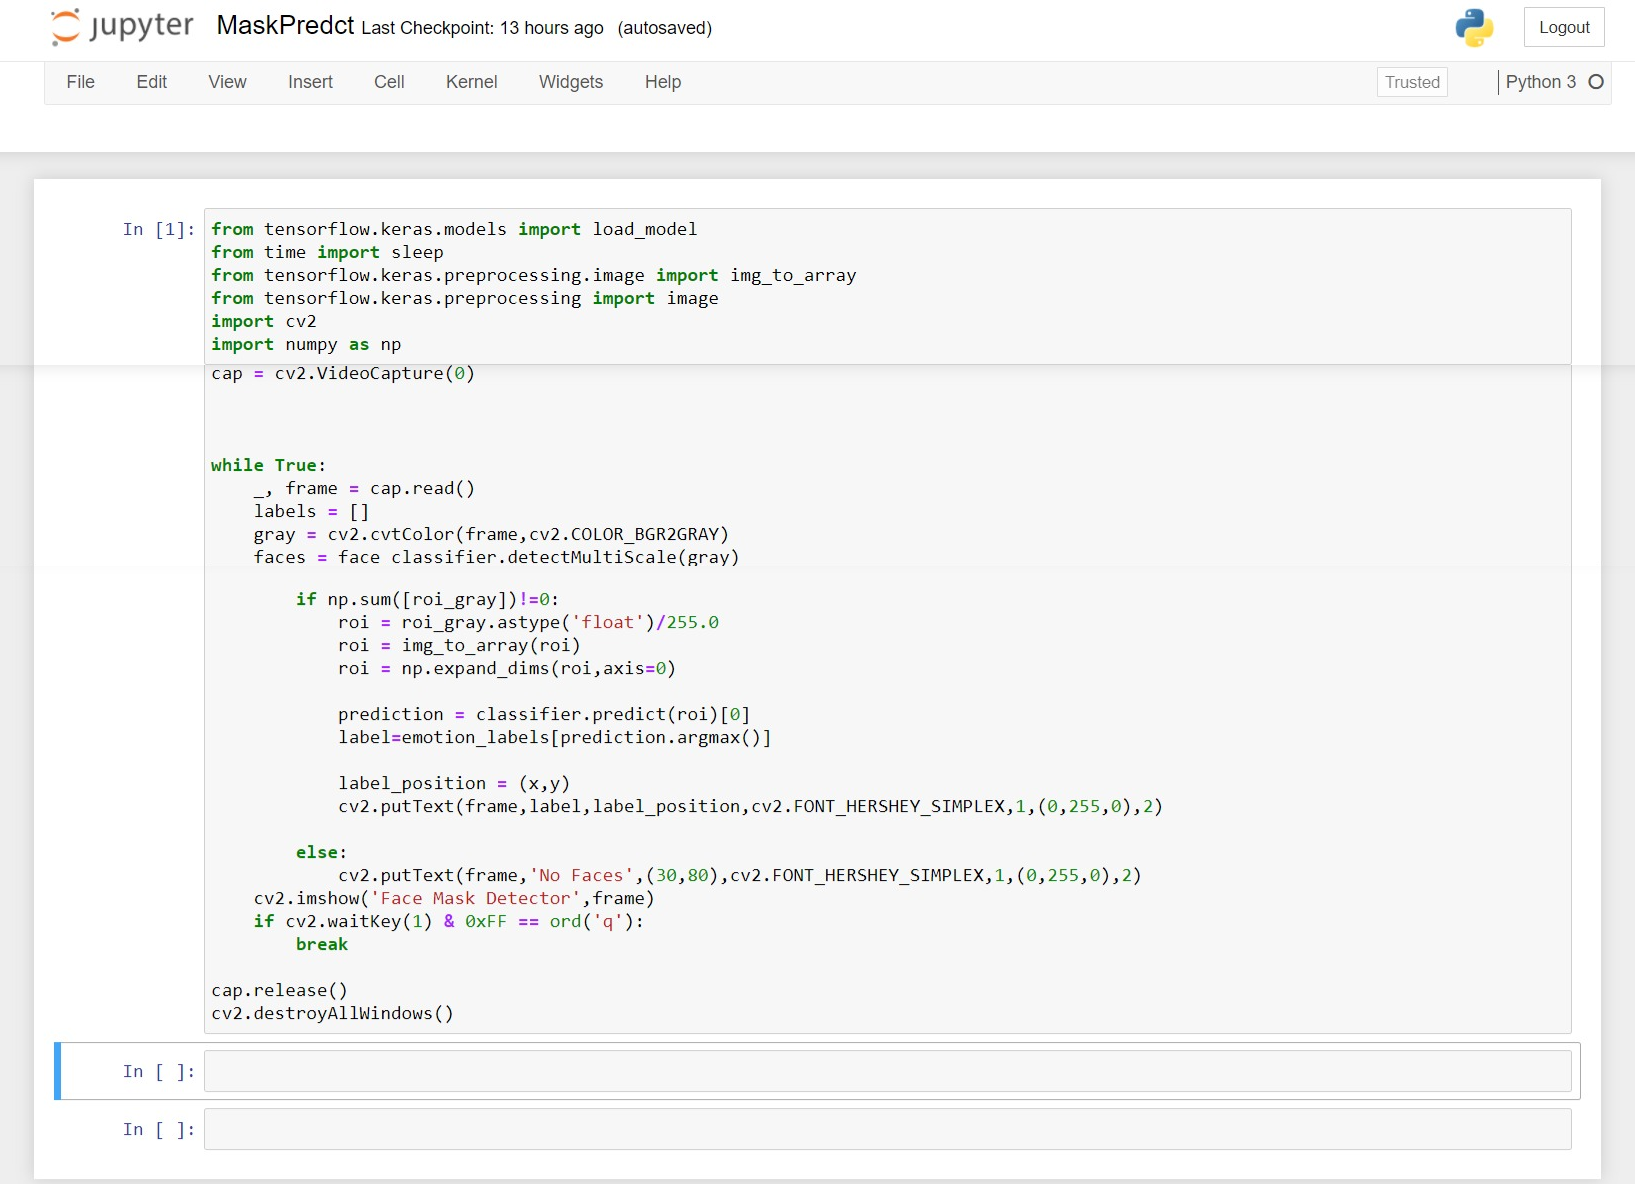 jupyter MaskPredct Last Checkpoint: 13 hours ago (autosaved) Logout
File Edit View Insert Cell Kernel Widgets Help Trusted Python 3
In [1]: from tensorflow.keras.models import load_model
from time import sleep
from tensorflow.keras.preprocessing.image import img_to_array
from tensorflow.keras.preprocessing import image
import cv2
import numpy as np
cap = cv2.VideoCapture(0)
while True:
    _, frame = cap.read()
    labels = []
    gray = cv2.cvtColor(frame,cv2.COLOR_BGR2GRAY)
    faces = face classifier.detectMultiScale(gray)
        if np.sum([roi_gray])!=0:
            roi = roi_gray.astype('float')/255.0
            roi = img_to_array(roi)
            roi = np.expand_dims(roi,axis=0)
            prediction = classifier.predict(roi)[0]
            label=emotion_labels[prediction.argmax()]
            label_position = (x,y)
            cv2.putText(frame,label,label_position,cv2.FONT_HERSHEY_SIMPLEX,1,(0,255,0),2)
        else:
            cv2.putText(frame,'No Faces',(30,80),cv2.FONT_HERSHEY_SIMPLEX,1,(0,255,0),2)
    cv2.imshow('Face Mask Detector',frame)
    if cv2.waitKey(1) & 0xFF == ord('q'):
        break
cap.release()
cv2.destroyAllWindows()
In [ ]:
In [ ]: